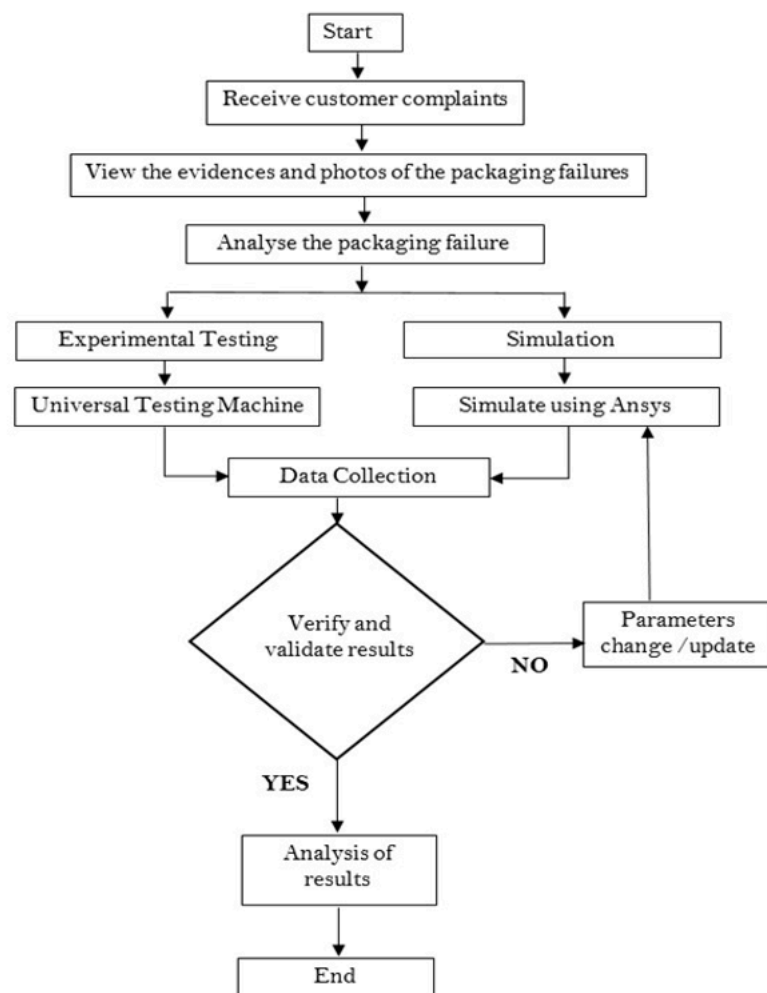 Start
Receive customer complaints
View the evidences and photos of the packaging failures
Analyse the packaging failure
Experimental Testing
Simulation
Universal Testing Machine
Simulate using Ansys
Data Collection
Verify and
validate results
NO
Parameters
change /update
YES
Analysis of
results
End